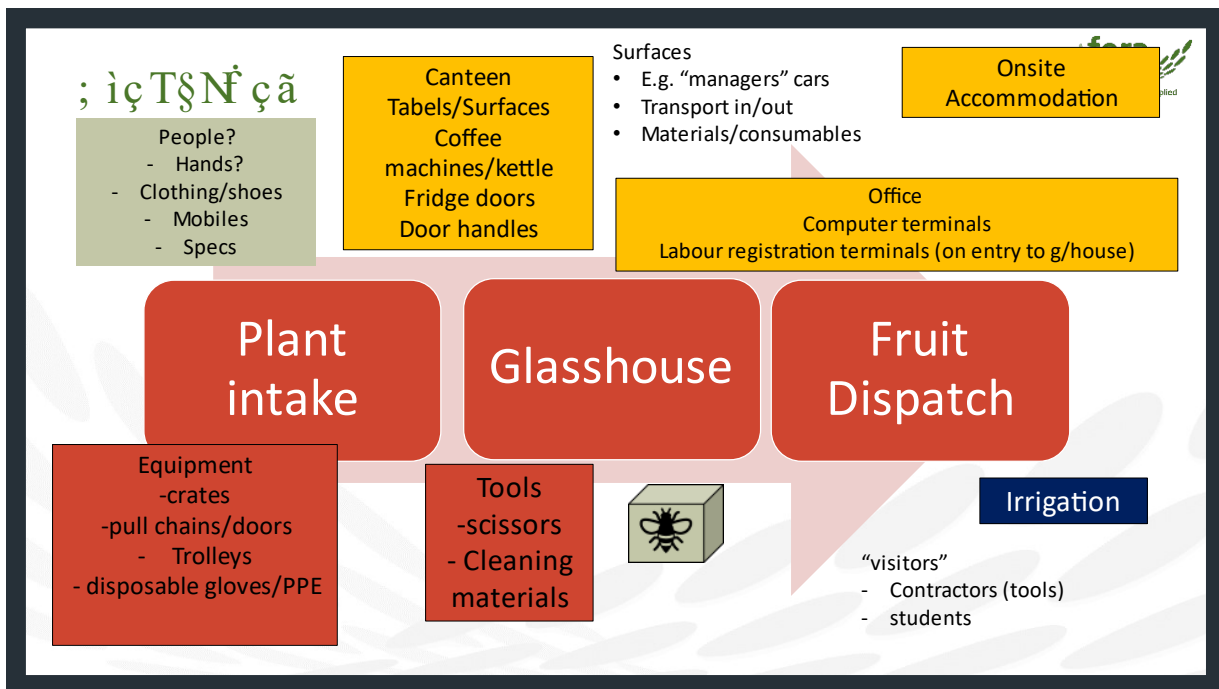 ; ìçT§Nḟ çã
People?
- Hands?
- Clothing/shoes
- Mobiles
- Specs
Canteen
Tabels/Surfaces
Coffee
machines/kettle
Fridge doors
Door handles
Surfaces
• E.g. “managers” cars
• Transport in/out
• Materials/consumables
Onsite
Accommodation
Office
Computer terminals
Labour registration terminals (on entry to g/house)
Plant
intake
Glasshouse
Fruit
Dispatch
Equipment
-crates
-pull chains/doors
- Trolleys
- disposable gloves/PPE
Tools
-scissors
- Cleaning
materials
Irrigation
“visitors”
- Contractors (tools)
- students